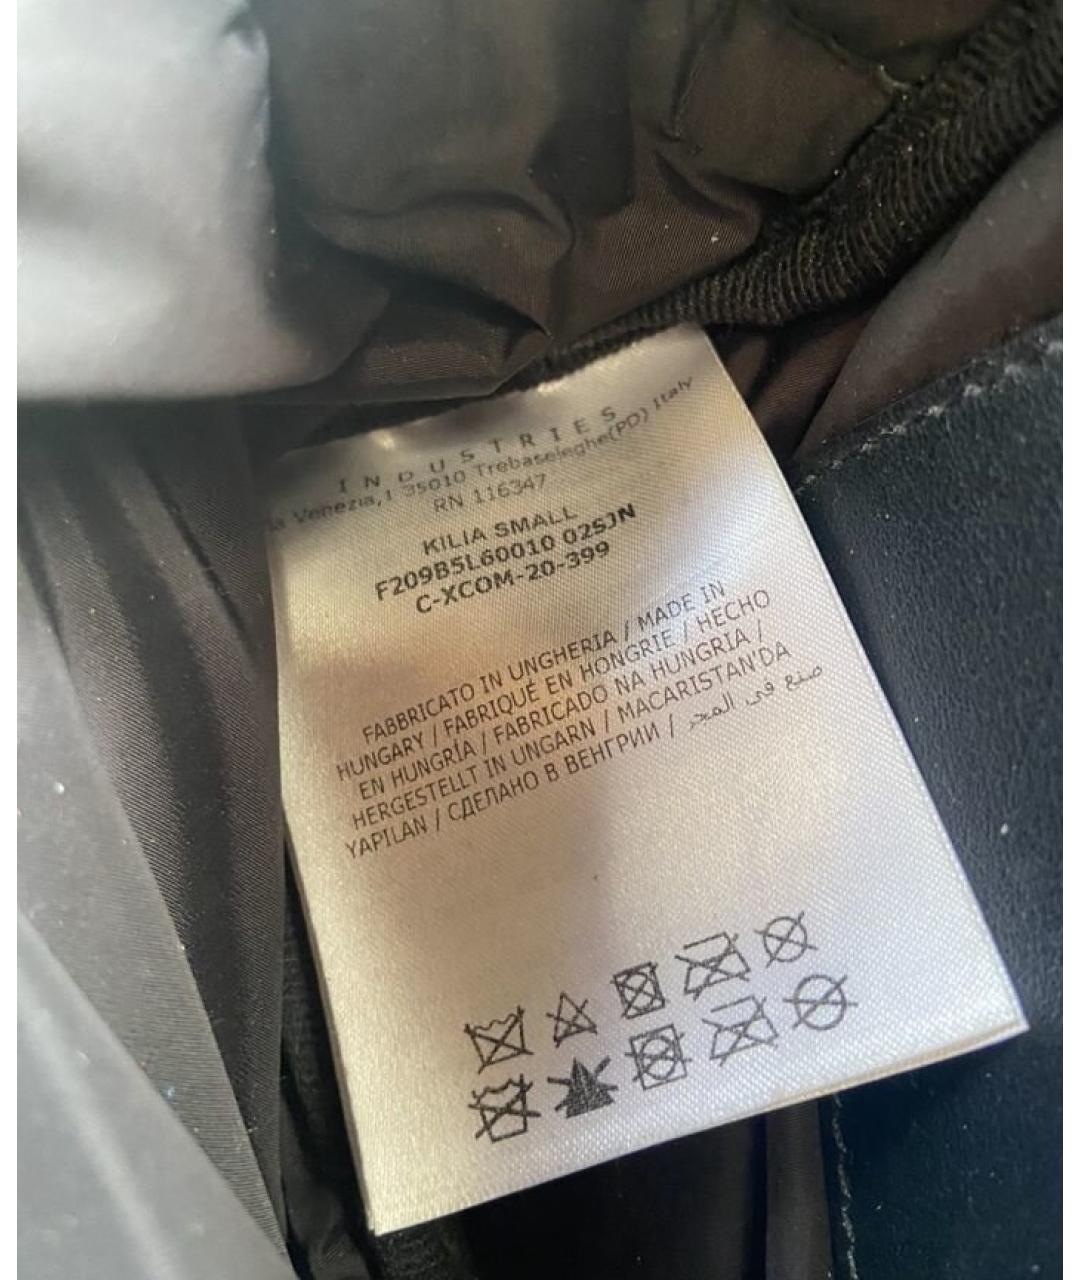 INDUSTRIES
ia Venezia,1 35010 Trebaseleghe(PD) Italy
RN 116347
KILIA SMALL
F209B5L60010 02SJN
C-XCOM-20-399
FABBRICATO IN UNGHERIA / MADE IN
HUNGARY / FABRIQUÉ EN HONGRIE / HECHO
EN HUNGRÍA / FABRICADO NA HUNGRIA /
HERGESTELLT IN UNGARN / MACARISTAN'DA
YAPILAN / СДЕЛАНО В ВЕНГРИИ / صنع في المجر